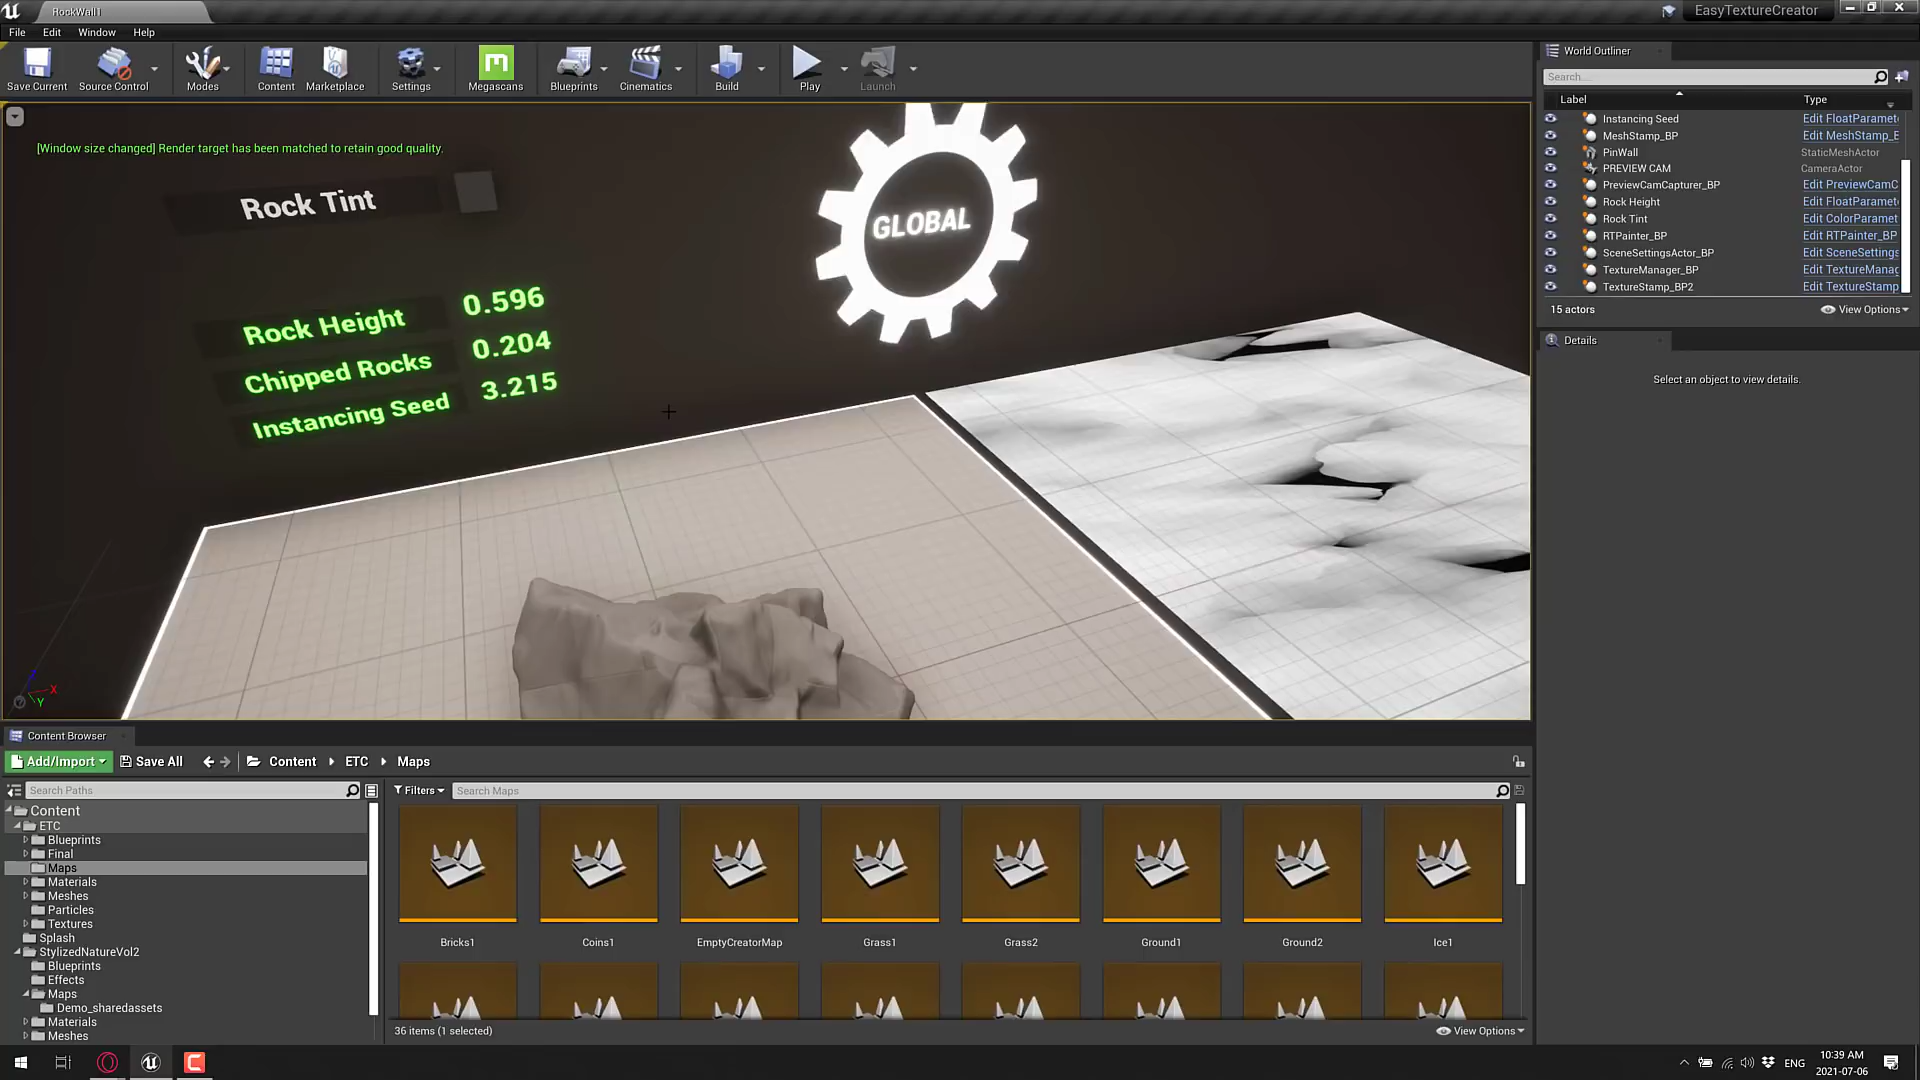 RockWall1
EasyTextureCreator
File Edit Window Help
Save Current
Source Control
Modes
Content
Marketplace
Settings
Megascans
Blueprints
Cinematics
Build
Play
Launch
[Window size changed] Render target has been matched to retain good quality.
Rock Tint
GLOBAL
Rock Height 0.596
Chipped Rocks 0.204
Instancing Seed 3.215
X
Y
World Outliner
Search...
Label Type
Instancing Seed Edit FloatParamete
MeshStamp_BP Edit MeshStamp_B
PinWall StaticMeshActor
PREVIEW CAM CameraActor
PreviewCamCapturer_BP Edit PreviewCamC
Rock Height Edit FloatParamete
Rock Tint Edit ColorParamet
RTPainter_BP Edit RTPainter_BP
SceneSettingsActor_BP Edit SceneSettings
TextureManager_BP Edit TextureManag
TextureStamp_BP2 Edit TextureStamp
15 actors View Options
Details
Select an object to view details.
Content Browser
Add/Import Save All Content ETC Maps
Search Paths
Filters Search Maps
Content
ETC
Blueprints
Final
Maps
Materials
Meshes
Particles
Textures
Splash
StylizedNatureVol2
Blueprints
Effects
Maps
Demo_sharedassets
Materials
Meshes
Bricks1
Coins1
EmptyCreatorMap
Grass1
Grass2
Ground1
Ground2
Ice1
36 items (1 selected) View Options
ENG
10:39 AM
2021-07-06